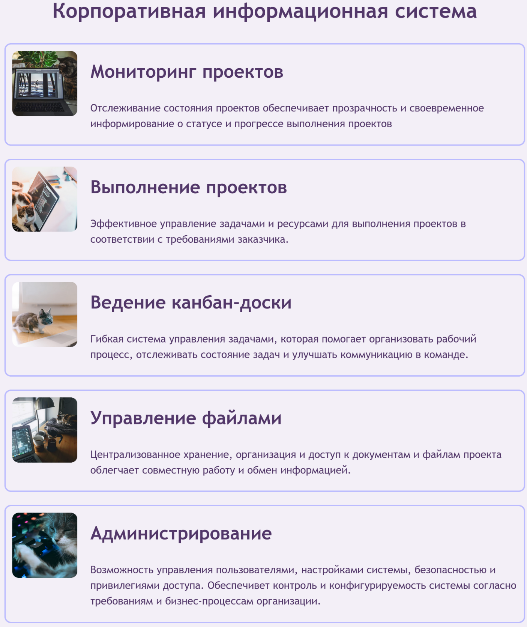 Корпоративная информационная система
Мониторинг проектов
Отслеживание состояния проектов обеспечивает прозрачность и своевременное
информирование о статусе и прогрессе выполнения проектов
Выполнение проектов
Эффективное управление задачами и ресурсами для выполнения проектов в
соответствии с требованиями заказчика.
Ведение канбан-доски
Гибкая система управления задачами, которая помогает организовать рабочий
процесс, отслеживать состояние задач и улучшать коммуникацию в команде.
Управление файлами
Централизованное хранение, организация и доступ к документам и файлам проекта
облегчает совместную работу и обмен информацией.
Администрирование
Возможность управления пользователями, настройками системы, безопасностью и
привилегиями доступа. Обеспечивет контроль и конфигурируемость системы согласно
требованиям и бизнес-процессам организации.